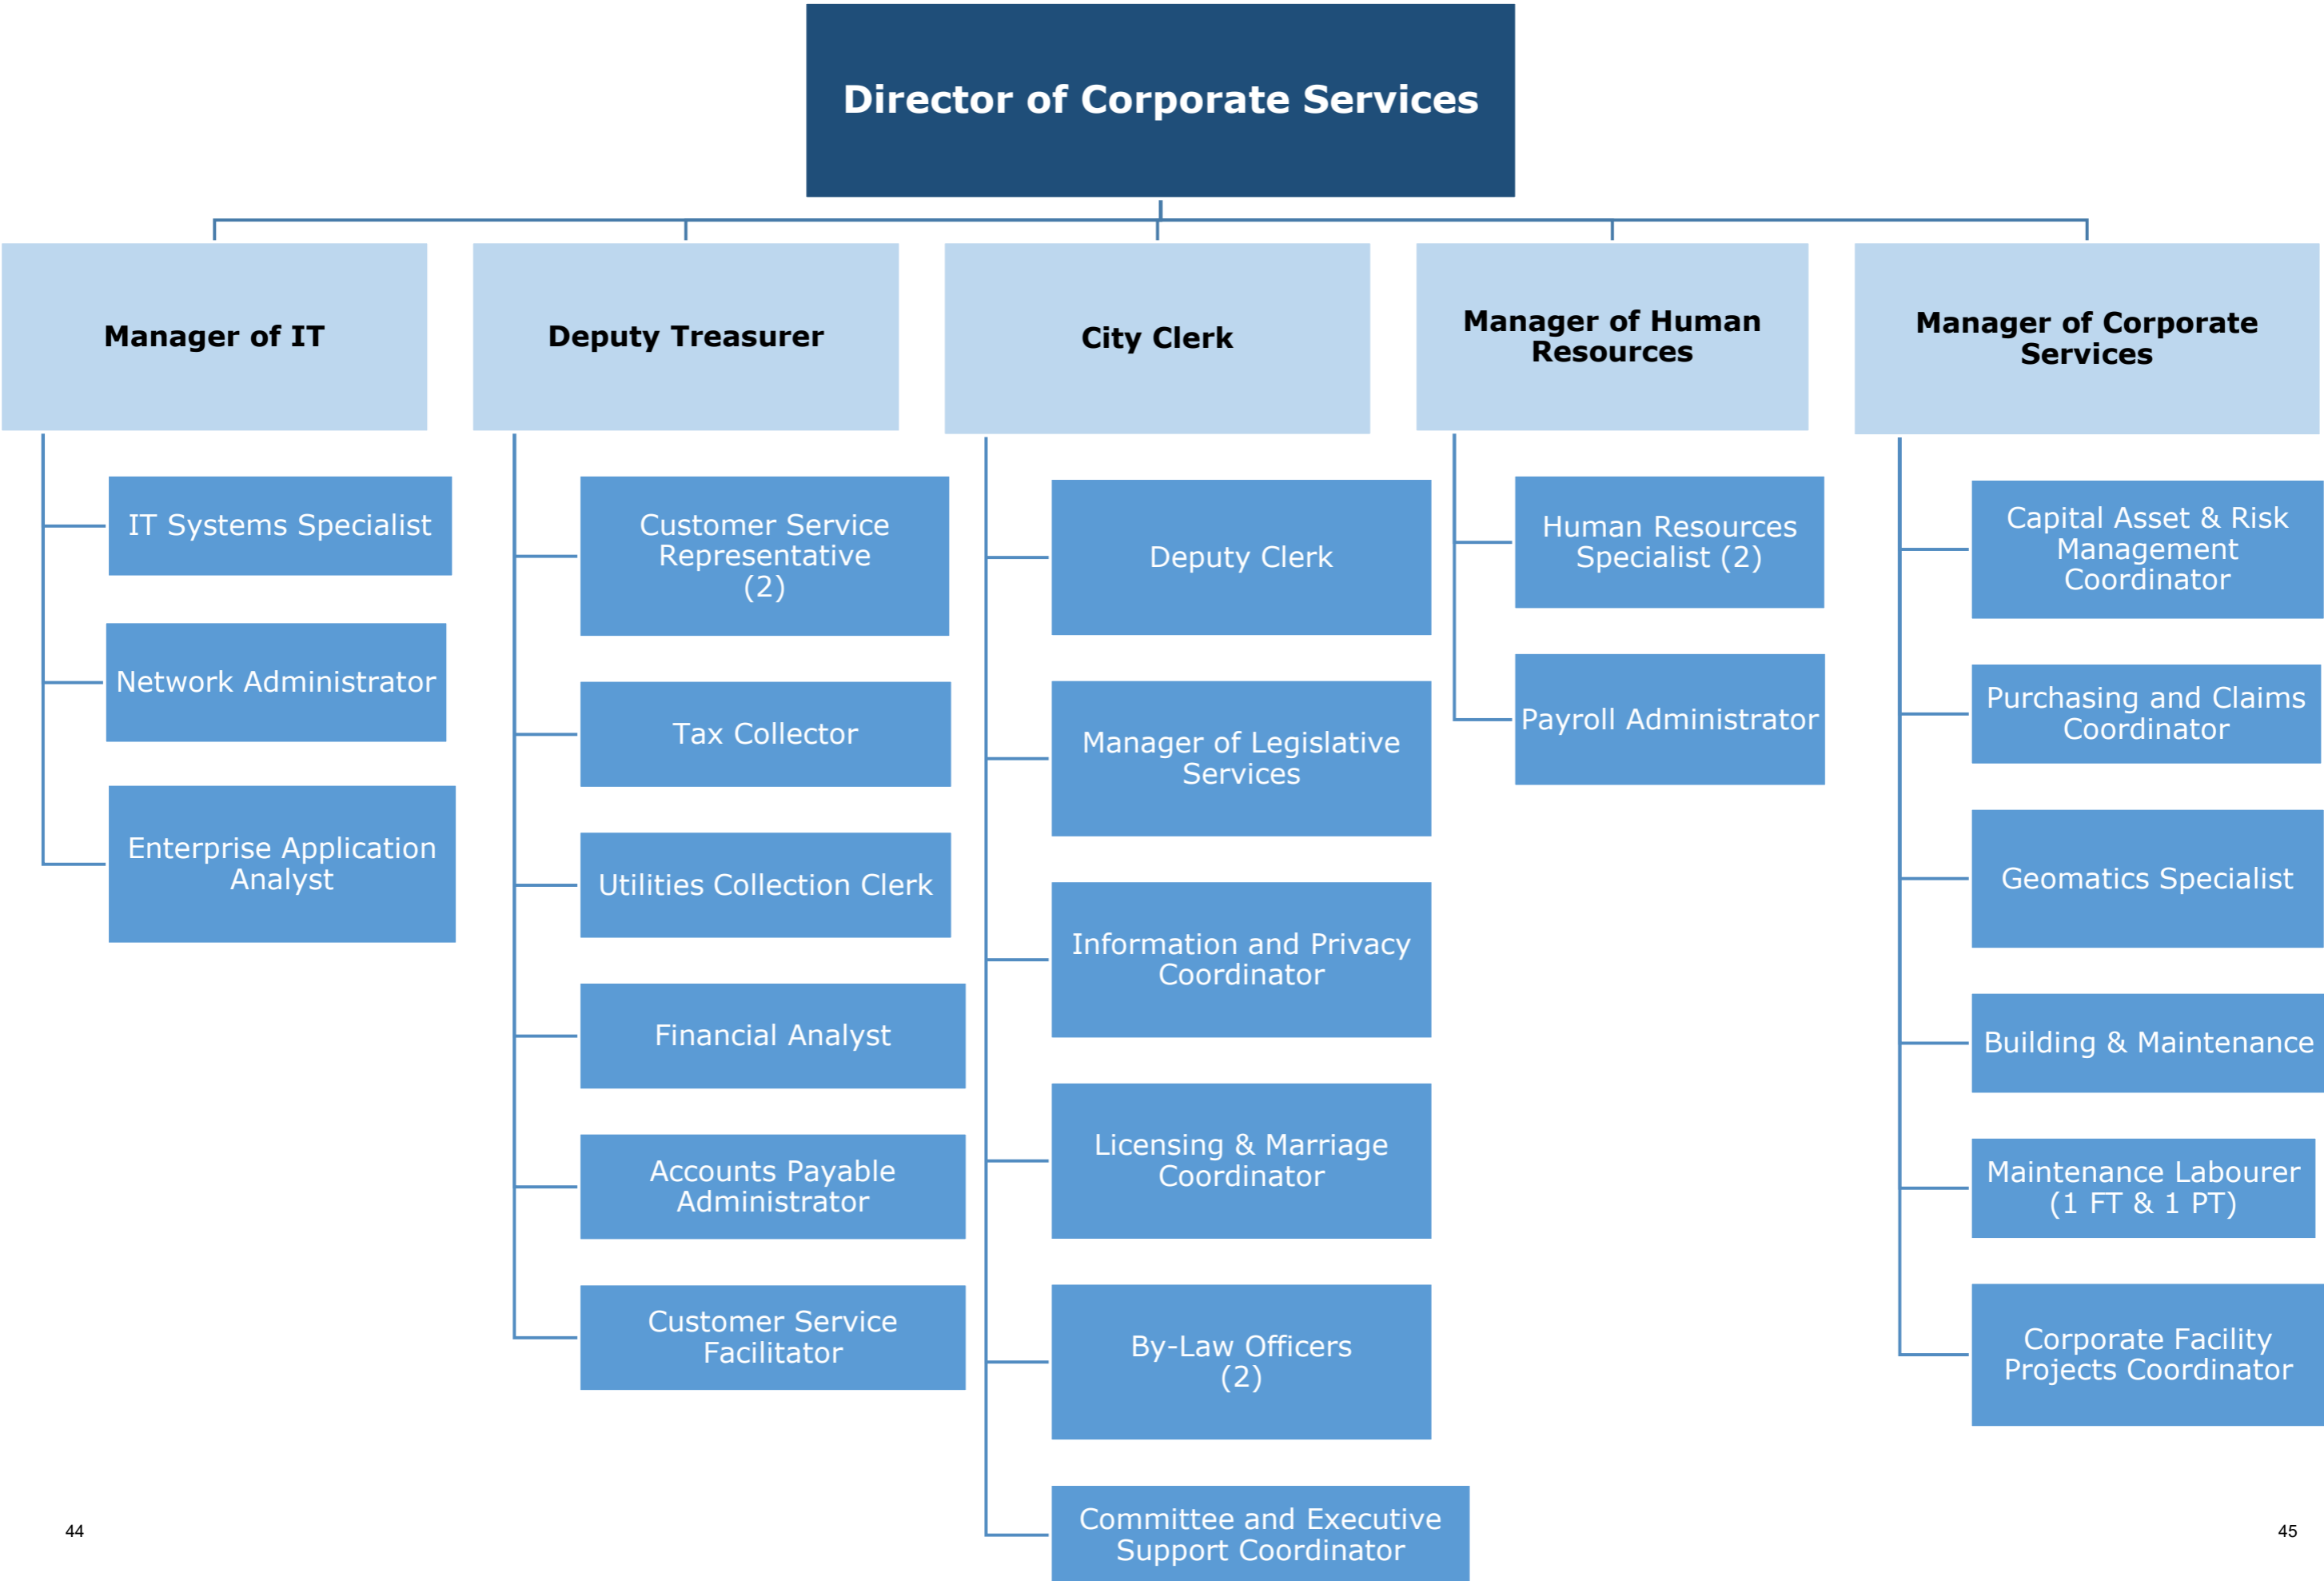 Director of Corporate Services
Manager of IT
IT Systems Specialist
Network Administrator
Enterprise Application
Analyst
Deputy Treasurer
Customer Service
Representative
(2)
Tax Collector
Utilities Collection Clerk
Financial Analyst
Accounts Payable
Administrator
Customer Service
Facilitator
City Clerk
Deputy Clerk
Manager of Legislative
Services
Information and Privacy
Coordinator
Licensing & Marriage
Coordinator
By-Law Officers
(2)
Committee and Executive
Support Coordinator
Manager of Human
Resources
Human Resources
Specialist (2)
Payroll Administrator
Manager of Corporate
Services
Capital Asset & Risk
Management
Coordinator
Purchasing and Claims
Coordinator
Geomatics Specialist
Building & Maintenance
Maintenance Labourer
(1 FT & 1 PT)
Corporate Facility
Projects Coordinator
44
45